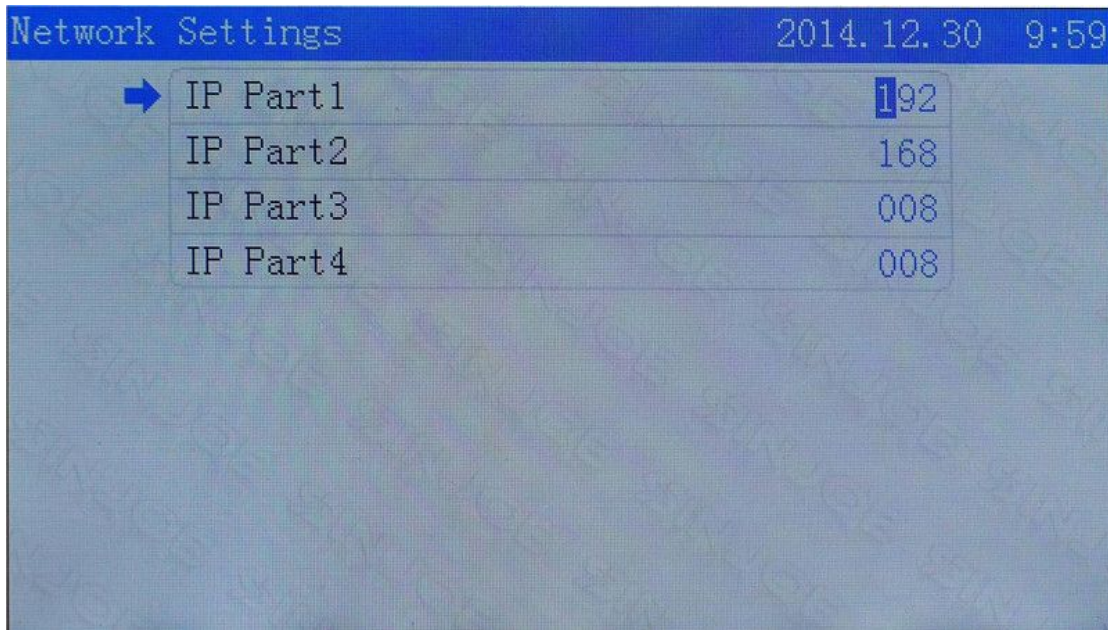 Network Settings 2014.12.30 9:59
IP Part1 192
IP Part2 168
IP Part3 008
IP Part4 008